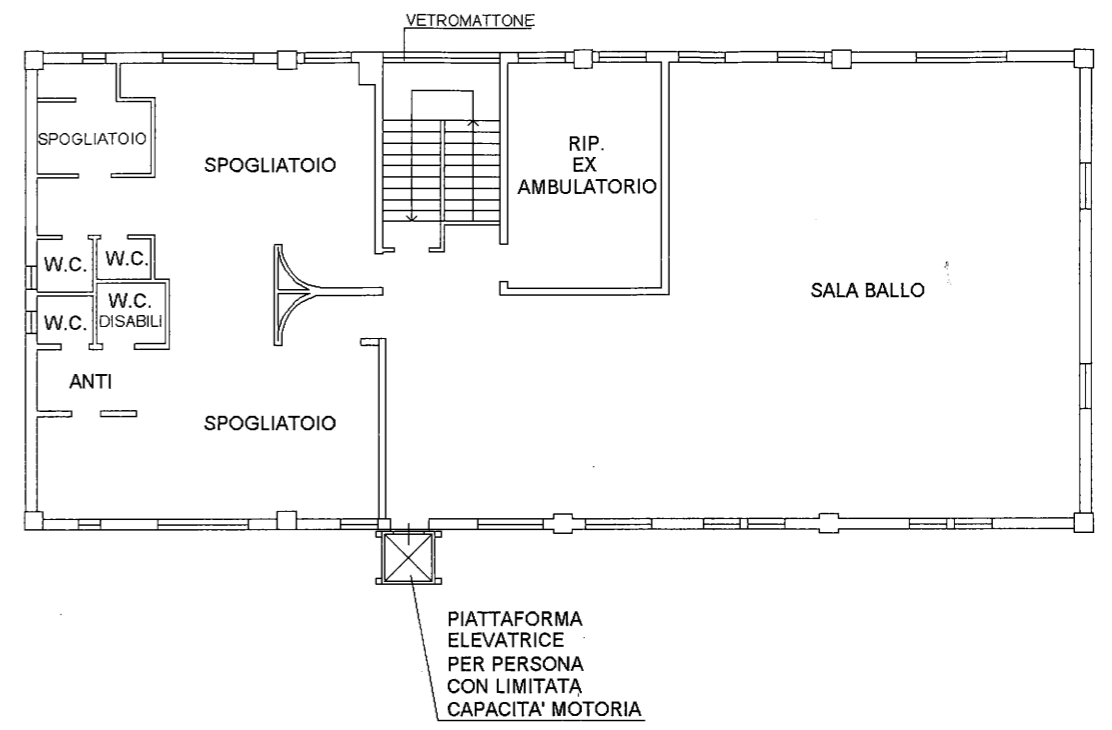 VETROMATTONE
SPOGLIATOIO
SPOGLIATOIO
RIP.
EX
AMBULATORIO
W.C.
W.C.
W.C.
W.C.
DISABILI
SALA BALLO
ANTI
SPOGLIATOIO
PIATTAFORMA
ELEVATRICE
PER PERSONA
CON LIMITATA
CAPACITA' MOTORIA